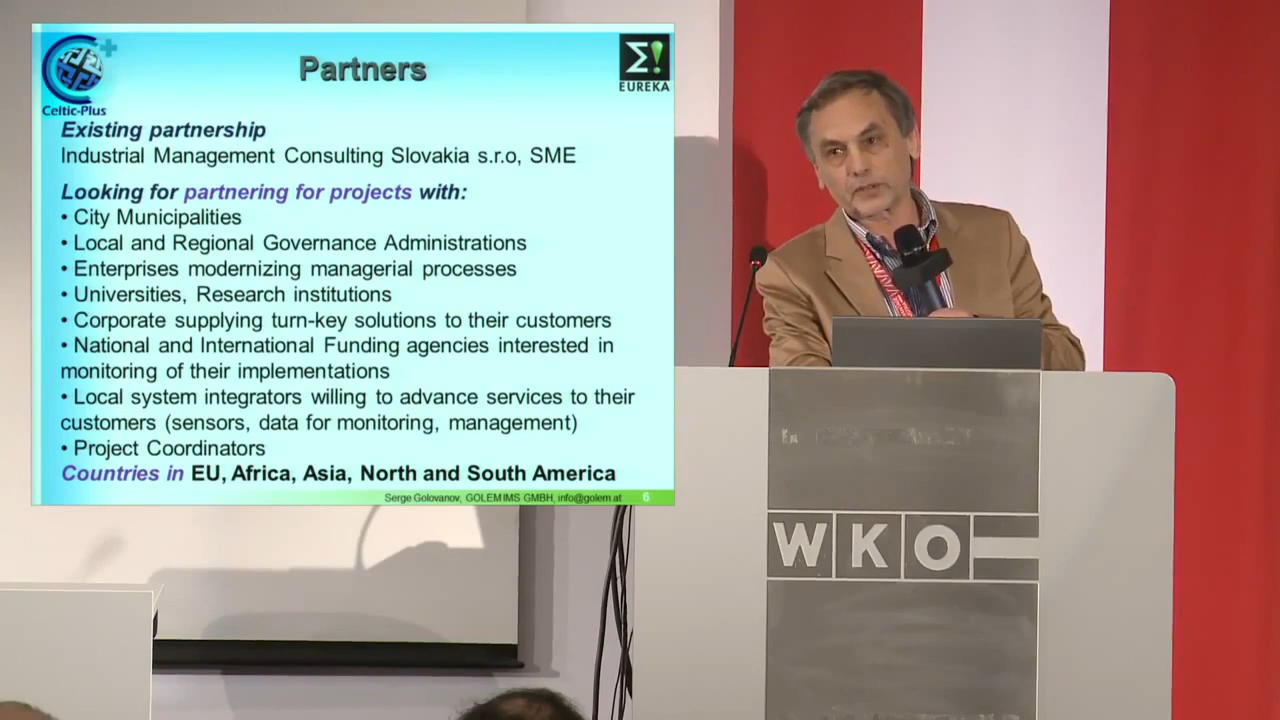 Partners
Celtic-Plus
Σ!
EUREKA
Existing partnership
Industrial Management Consulting Slovakia s.r.o, SME
Looking for partnering for projects with:
• City Municipalities
• Local and Regional Governance Administrations
• Enterprises modernizing managerial processes
• Universities, Research institutions
• Corporate supplying turn-key solutions to their customers
• National and International Funding agencies interested in
monitoring of their implementations
• Local system integrators willing to advance services to their
customers (sensors, data for monitoring, management)
• Project Coordinators
Countries in EU, Africa, Asia, North and South America
Serge Golovanov, GOLEM IMS GMBH, info@golem.at 6
WKO